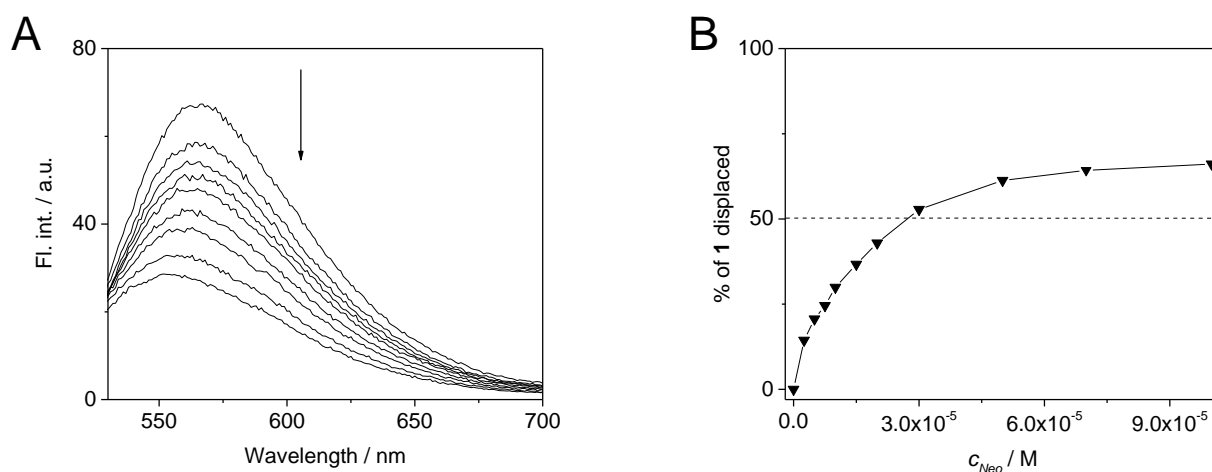 A
80
40
0
Fl. int. / a.u.
550
600
650
700
Wavelength / nm
B
100
50
0
% of 1 displaced
0.0
3.0x10⁻⁵
6.0x10⁻⁵
9.0x10⁻⁵
c_Neo / M